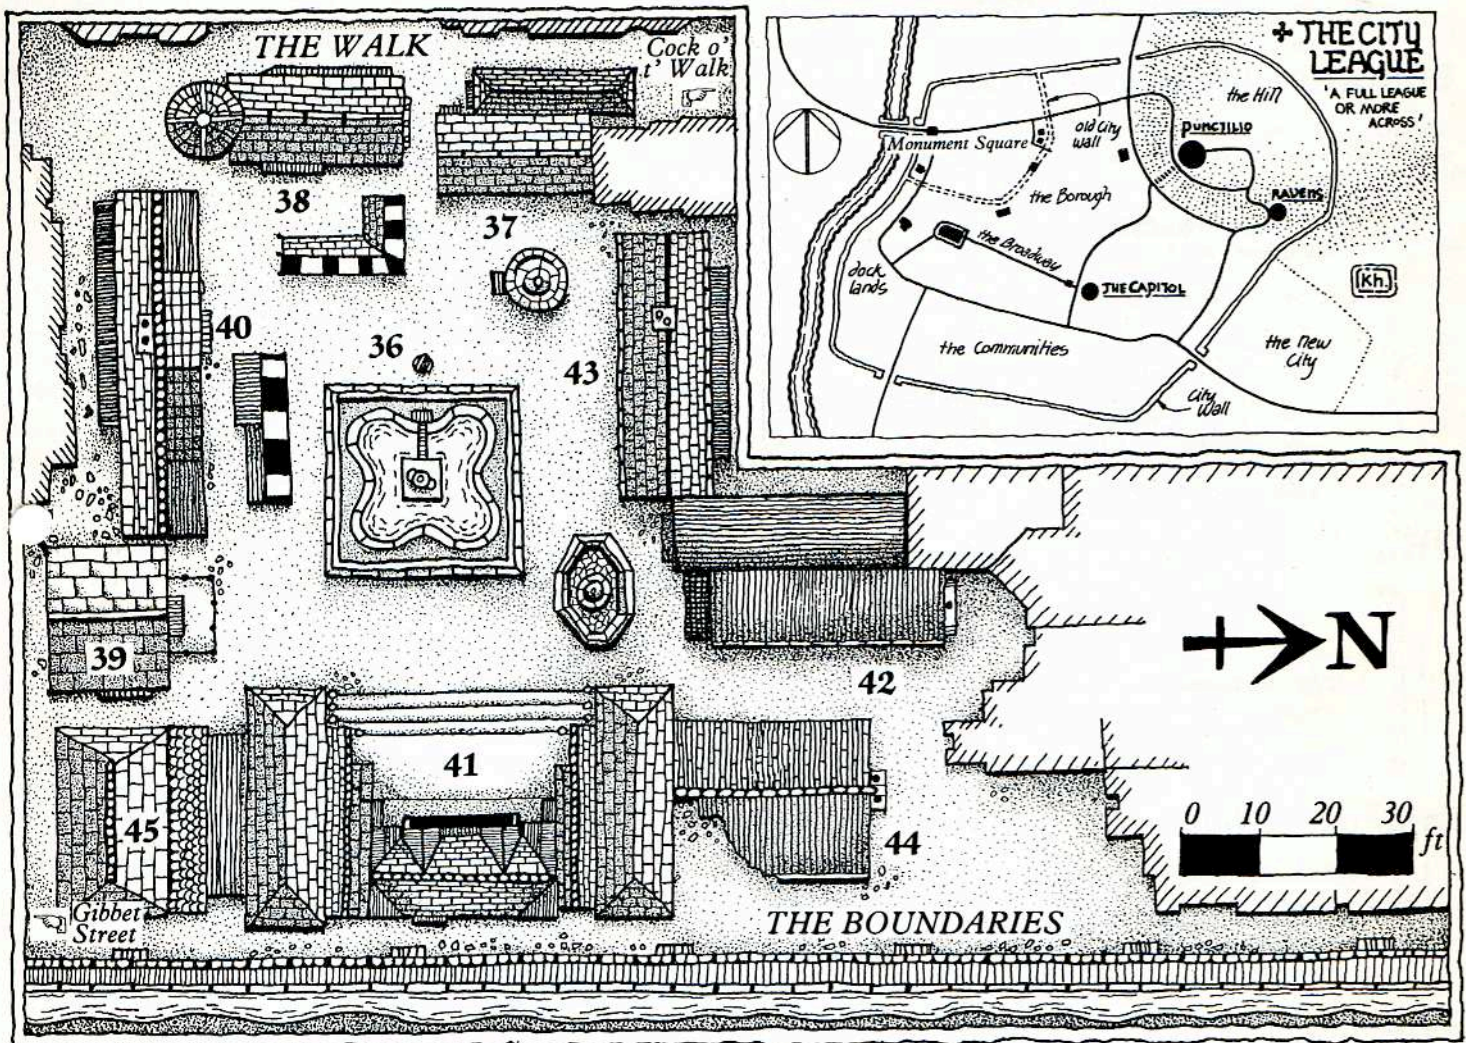 THE WALK
Cock o'
t' Walk
38
37
40
36
43
39
42
41
45
44
Gibbet
Street
THE BOUNDARIES
N
0 10 20 30
ft
THE CITY
LEAGUE
'A FULL LEAGUE
OR MORE
ACROSS'
the Hill
PUNCTILIO
old city
wall
Monument Square
RAVENS
the Borough
the Broadway
dock
lands
THE CAPITOL
Kh.
the Communities
the New
City
City
Wall